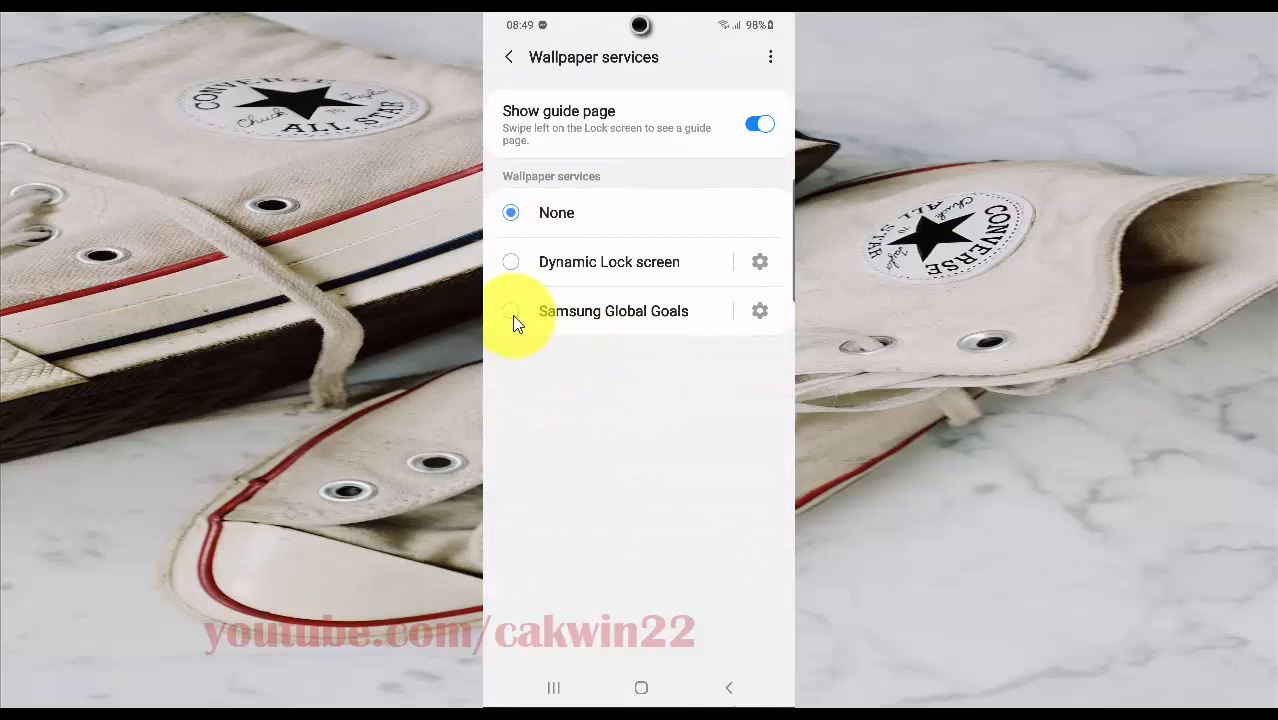 08:49
98%
Wallpaper services
Show guide page
Swipe left on the Lock screen to see a guide
page.
Wallpaper services
None
Dynamic Lock screen
Samsung Global Goals
CONVERSE
Chuck 70 Taylor
ALL STAR
CONVERSE
Chuck 70 Taylor
ALL STAR
youtube.com/cakwin22